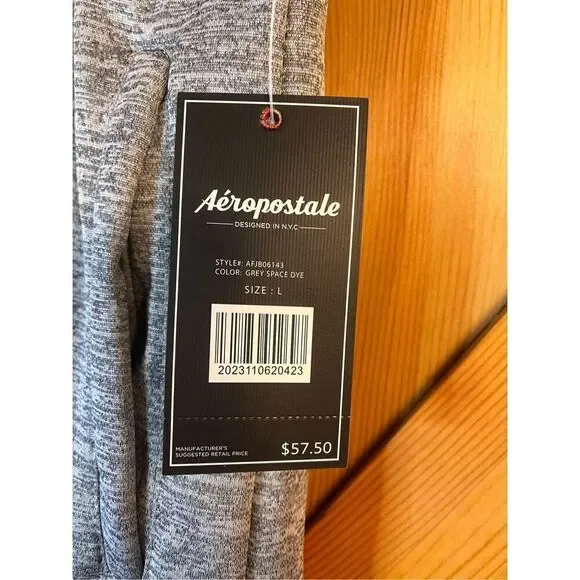 Aéropostale
DESIGNED IN N.Y.C
STYLE#: AFJB06143
COLOR: GREY SPACE DYE
SIZE : L
2023110620423
MANUFACTURER'S
SUGGESTED RETAIL PRICE
$57.50